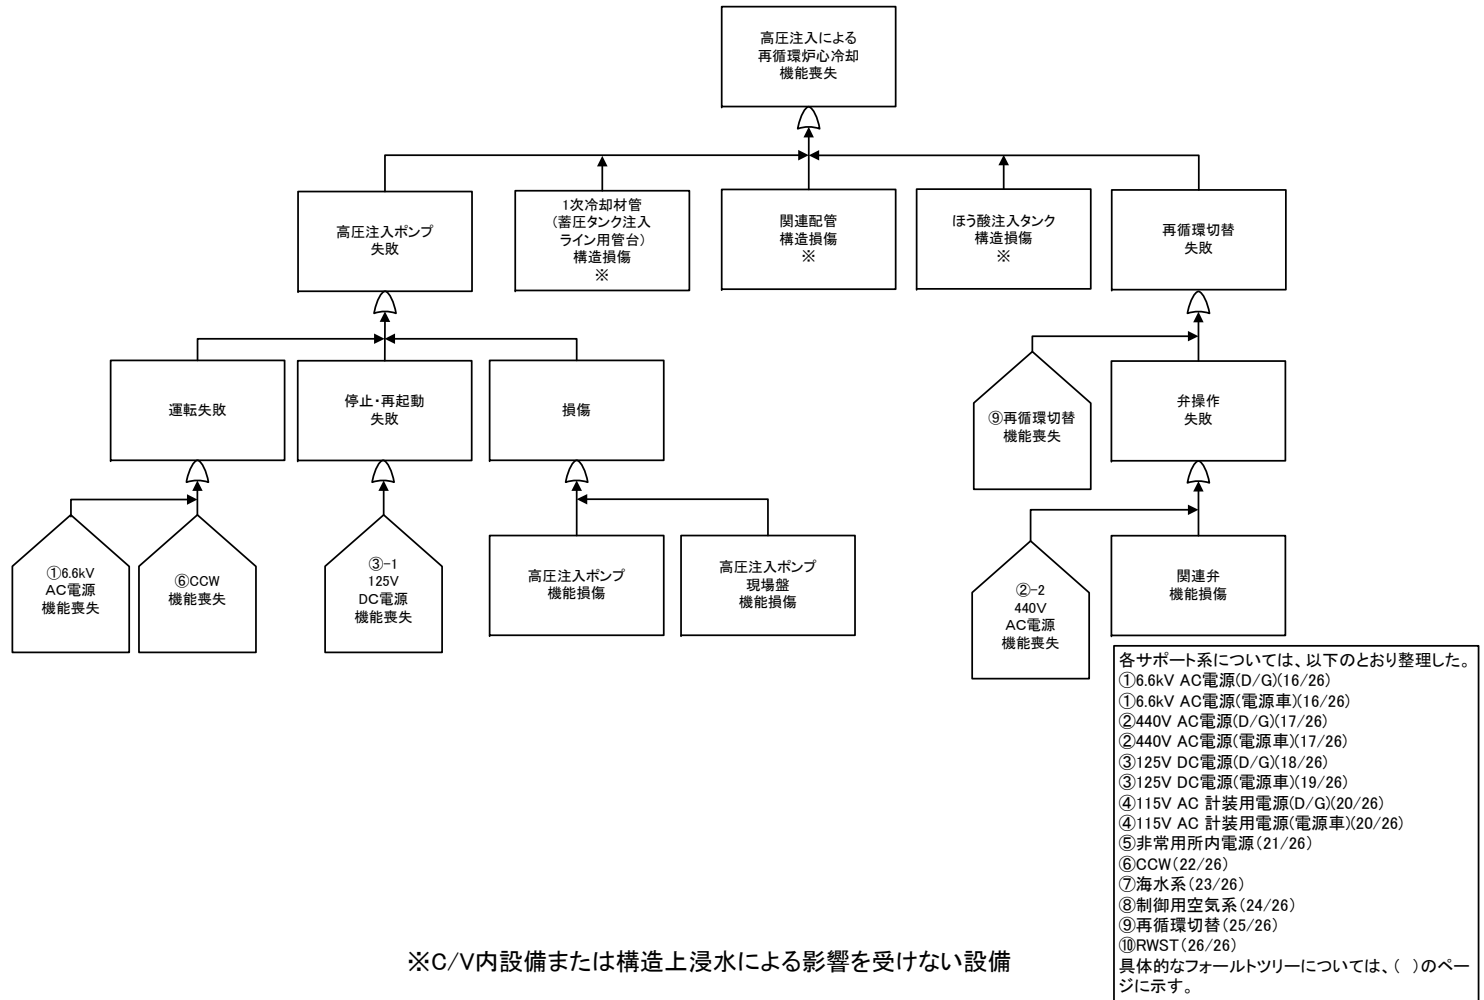 高圧注入による
再循環炉心冷却
機能喪失
高圧注入ポンプ
失敗
1次冷却材管
(蓄圧タンク注入
ライン用管台)
構造損傷
※
関連配管
構造損傷
※
ほう酸注入タンク
構造損傷
※
再循環切替
失敗
運転失敗
停止・再起動
失敗
損傷
⑨再循環切替
機能喪失
弁操作
失敗
①6.6kV
AC電源
機能喪失
⑥CCW
機能喪失
③-1
125V
DC電源
機能喪失
高圧注入ポンプ
機能損傷
高圧注入ポンプ
現場盤
機能損傷
②-2
440V
AC電源
機能喪失
関連弁
機能損傷
各サポート系については、以下のとおり整理した。
①6.6kV AC電源(D/G)(16/26)
①6.6kV AC電源(電源車)(16/26)
②440V AC電源(D/G)(17/26)
②440V AC電源(電源車)(17/26)
③125V DC電源(D/G)(18/26)
③125V DC電源(電源車)(19/26)
④115V AC 計装用電源(D/G)(20/26)
④115V AC 計装用電源(電源車)(20/26)
⑤非常用所内電源(21/26)
⑥CCW(22/26)
⑦海水系(23/26)
⑧制御用空気系(24/26)
⑨再循環切替(25/26)
⑩RWST(26/26)
具体的なフォールトツリーについては、( )のペー
ジに示す。
※C/V内設備または構造上浸水による影響を受けない設備